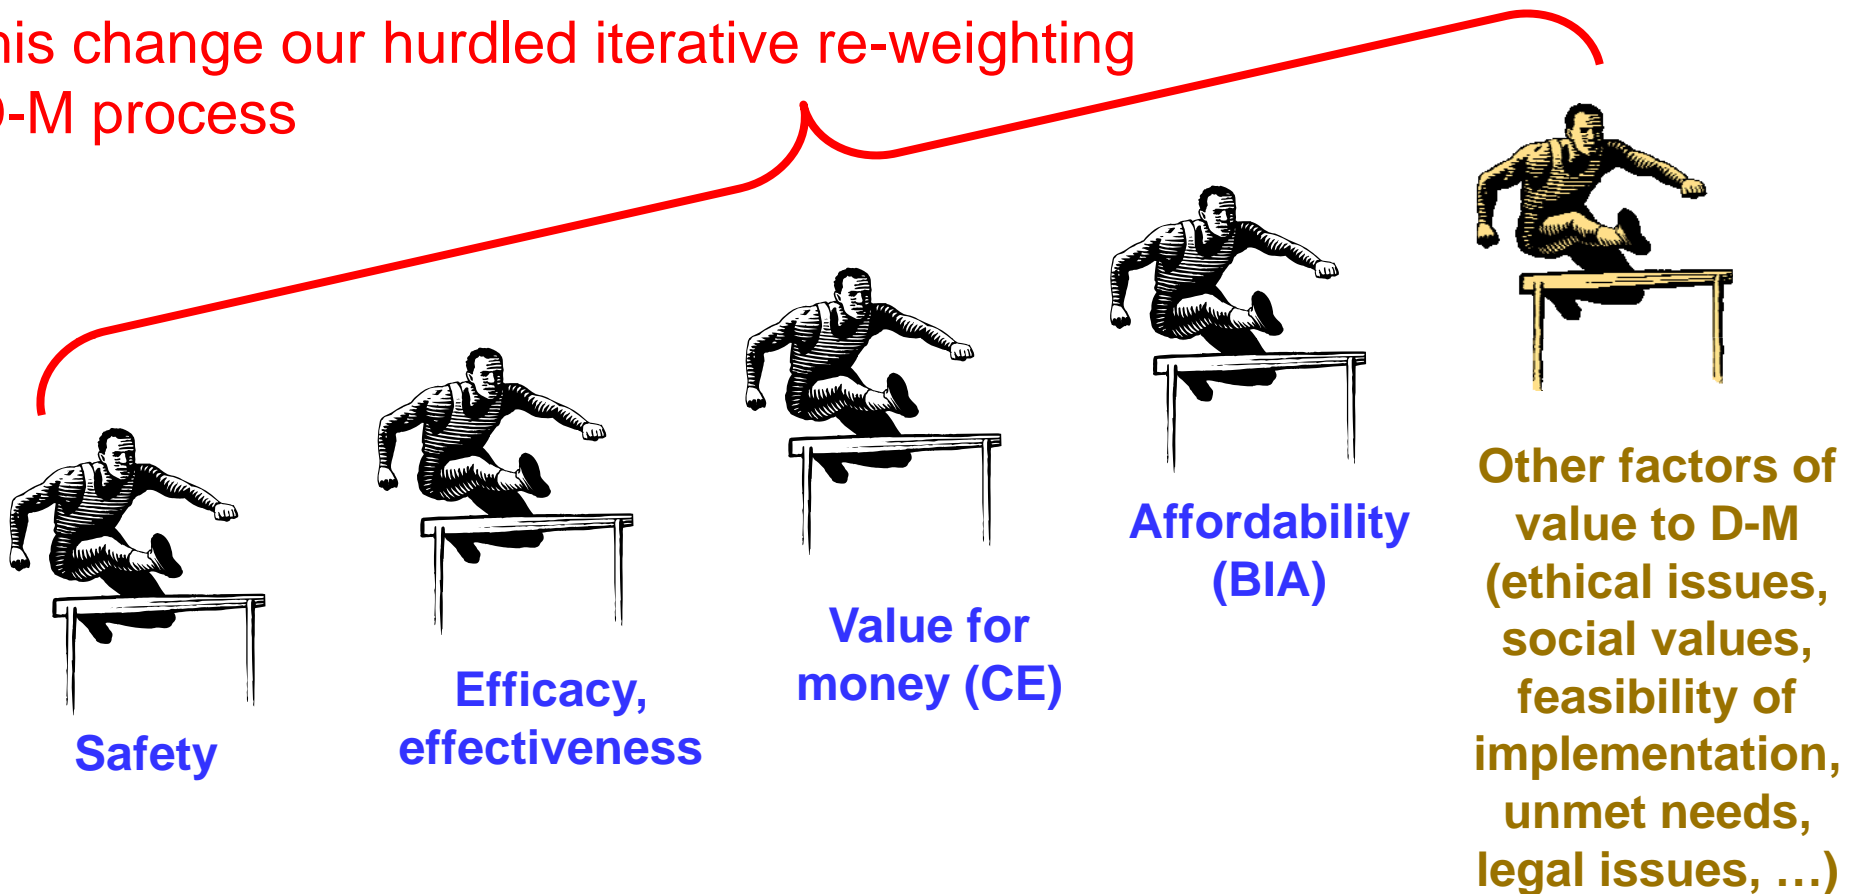 his change our hurdled iterative re-weighting
-M process
Safety
Efficacy,
effectiveness
Value for
money (CE)
Affordability
(BIA)
Other factors of
value to D-M
(ethical issues,
social values,
feasibility of
implementation,
unmet needs,
legal issues, …)